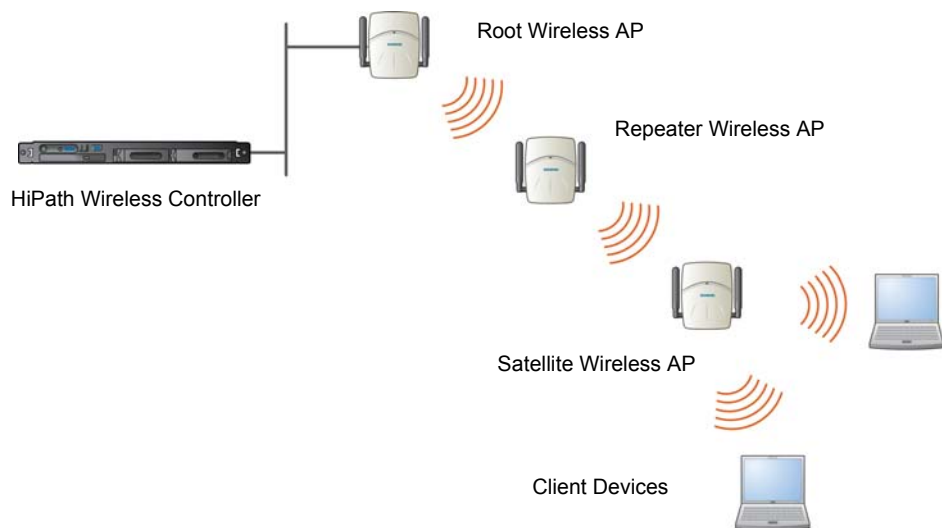 Root Wireless AP
Repeater Wireless AP
HiPath Wireless Controller
Satellite Wireless AP
Client Devices